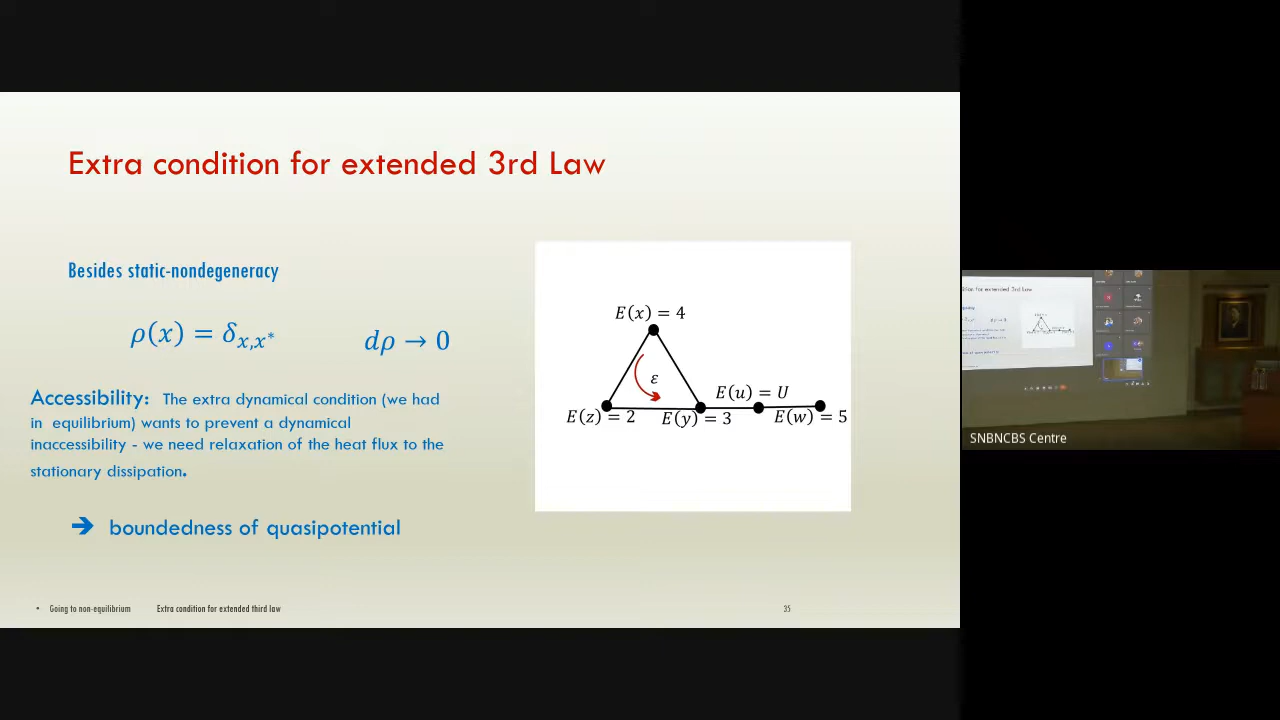 Extra condition for extended 3rd Law
Besides static-nondegeneracy
ρ(x) = δ_{x,x*}
dρ → 0
Accessibility: The extra dynamical condition (we had
in equilibrium) wants to prevent a dynamical
inaccessibility - we need relaxation of the heat flux to the
stationary dissipation.
➔ boundedness of quasipotential
E(x) = 4
ε
E(u) = U
E(z) = 2
E(y) = 3
E(w) = 5
• Going to non-equilibrium Extra condition for extended third law
35
SNBNCBS Centre